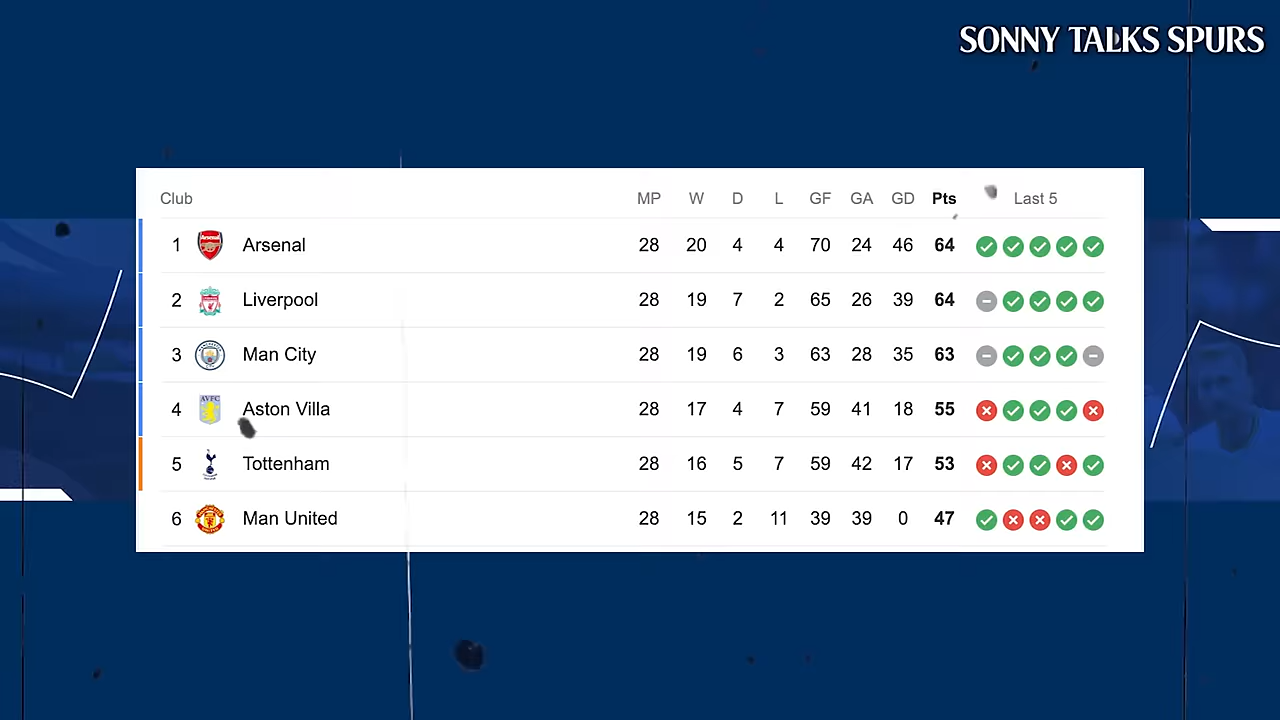 SONNY TALKS SPURS
Club MP W D L GF GA GD Pts Last 5
1 Arsenal 28 20 4 4 70 24 46 64
2 Liverpool 28 19 7 2 65 26 39 64
3 Man City 28 19 6 3 63 28 35 63
4 AVFC Aston Villa 28 17 4 7 59 41 18 55
5 Tottenham 28 16 5 7 59 42 17 53
6 Man United 28 15 2 11 39 39 0 47